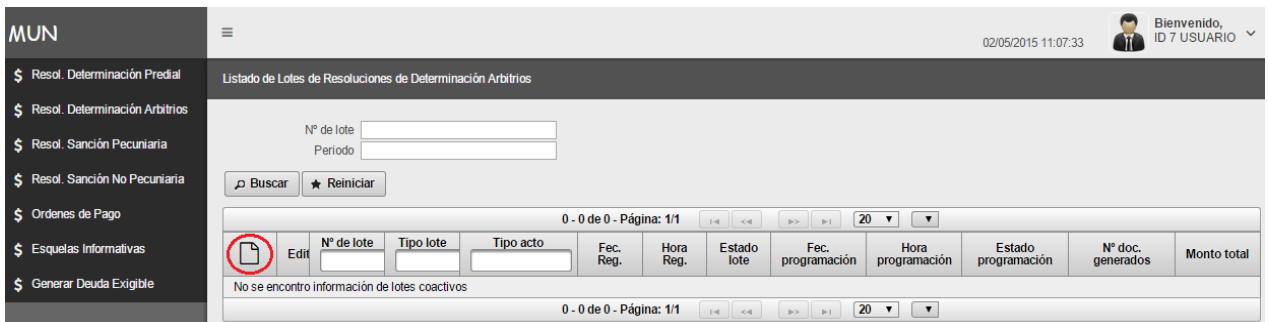 MUN
02/05/2015 11:07:33
Bienvenido,
ID 7 USUARIO
Resol. Determinación Predial
Resol. Determinación Arbitrios
Resol. Sanción Pecuniaria
Resol. Sanción No Pecuniaria
Ordenes de Pago
Esquelas Informativas
Generar Deuda Exigible
Listado de Lotes de Resoluciones de Determinación Arbitrios
Nº de lote
Periodo
Buscar Reiniciar
0 - 0 de 0 - Página: 1/1 20
Edit Nº de lote Tipo lote Tipo acto Fec. Reg. Hora Reg. Estado lote Fec. programación Hora programación Estado programación Nº doc. generados Monto total
No se encontro información de lotes coactivos
0 - 0 de 0 - Página: 1/1 20